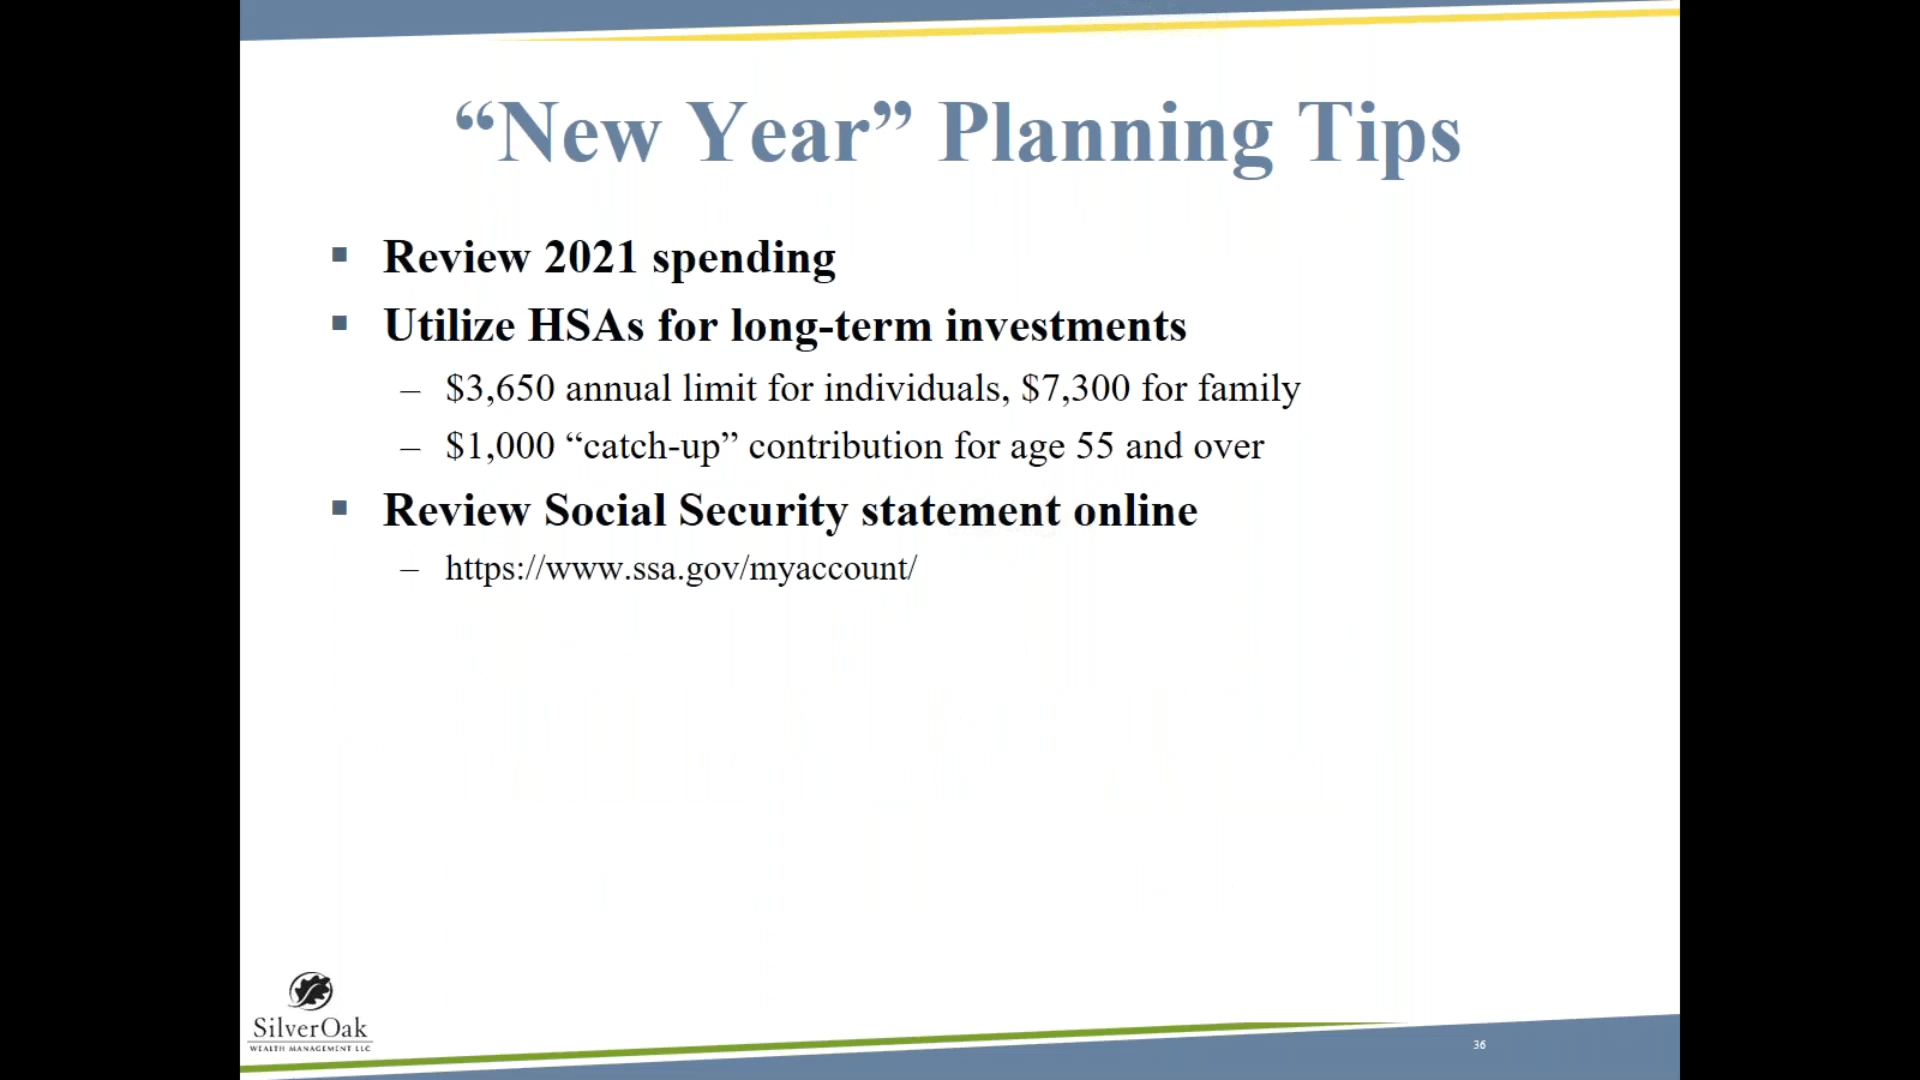 “New Year” Planning Tips
▪ Review 2021 spending
▪ Utilize HSAs for long-term investments
– $3,650 annual limit for individuals, $7,300 for family
– $1,000 “catch-up” contribution for age 55 and over
▪ Review Social Security statement online
– https://www.ssa.gov/myaccount/
SilverOak
WEALTH MANAGEMENT LLC
36